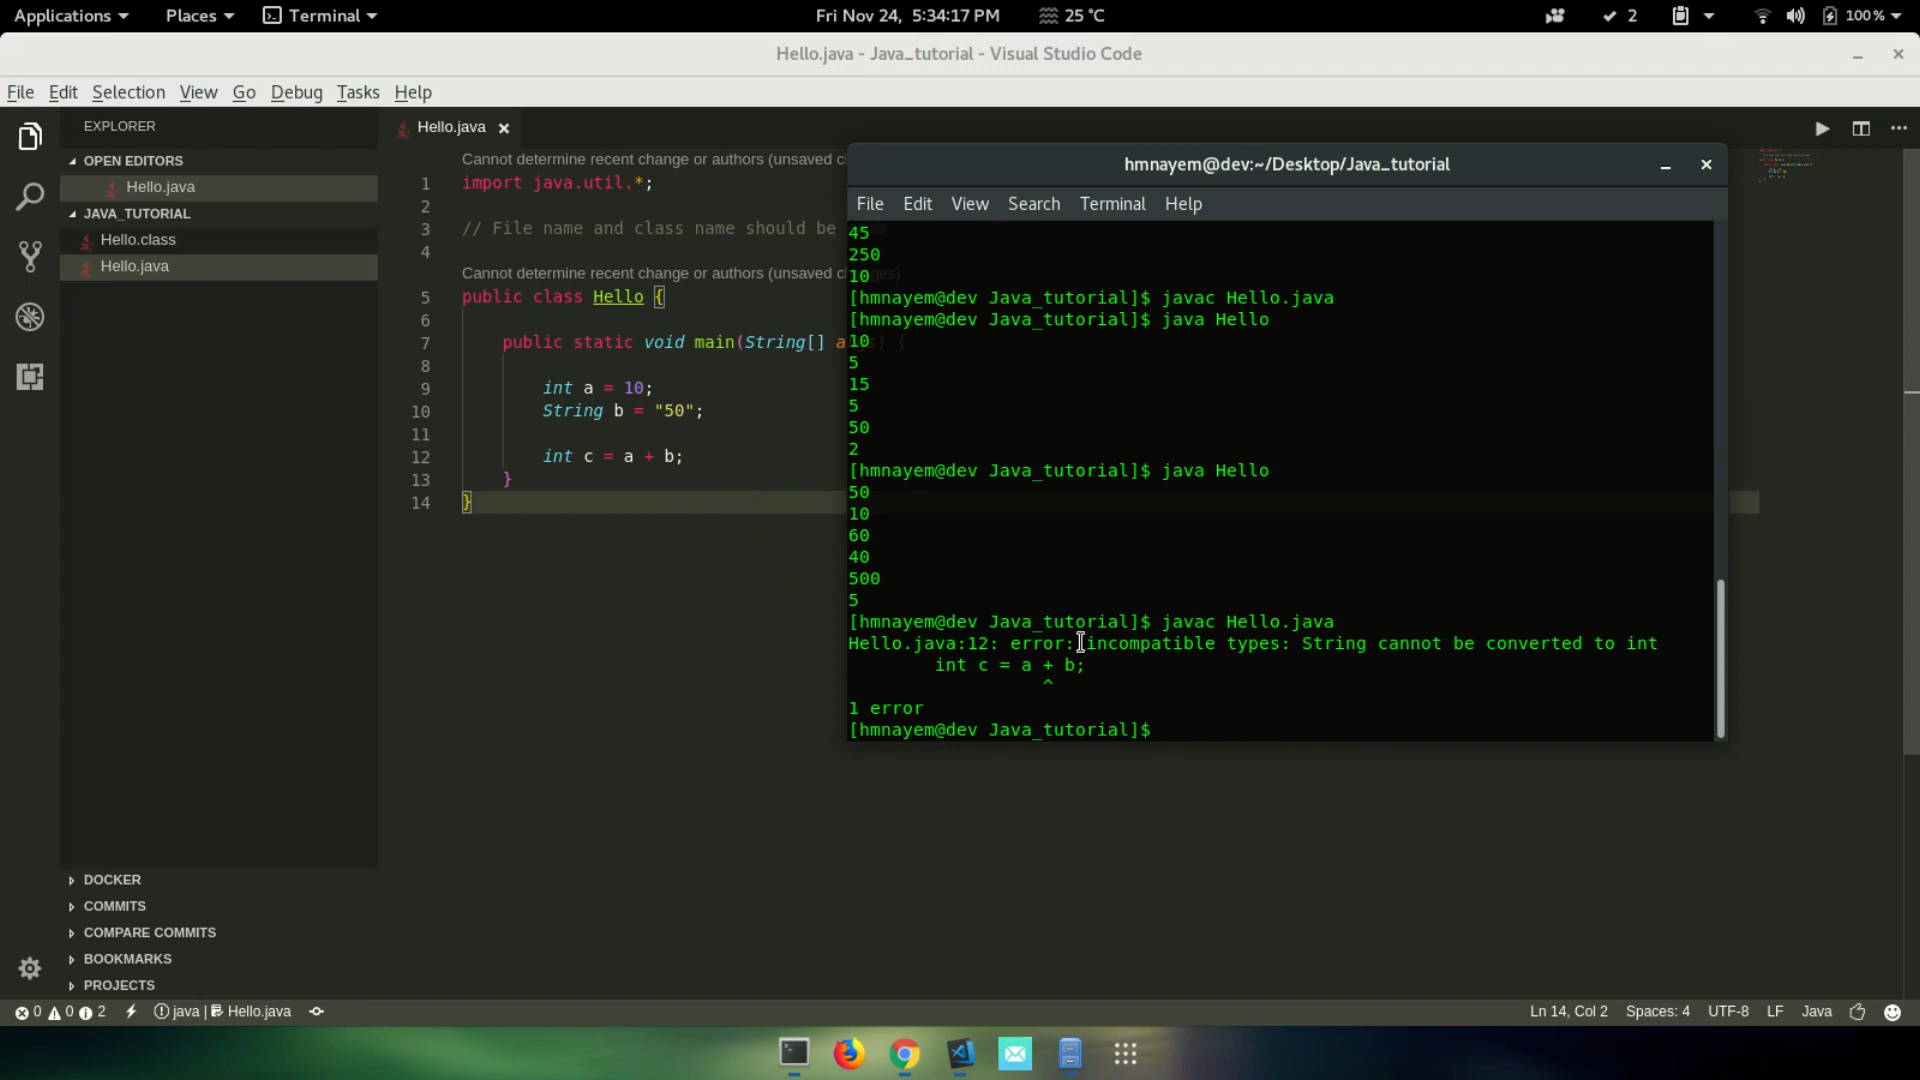 Applications Places Terminal Fri Nov 24, 5:34:17 PM 25 °C 2 100%
Hello.java - Java_tutorial - Visual Studio Code
File Edit Selection View Go Debug Tasks Help
EXPLORER
OPEN EDITORS
Hello.java
JAVA_TUTORIAL
Hello.class
Hello.java
DOCKER
COMMITS
COMPARE COMMITS
BOOKMARKS
PROJECTS
Hello.java
Cannot determine recent change or authors (unsaved c
1 import java.util.*;
2
3 // File name and class name should be
4
Cannot determine recent change or authors (unsaved changes)
5 public class Hello {
6
7 public static void main(String[] args) {
8
9 int a = 10;
10 String b = "50";
11
12 int c = a + b;
13 }
14 }
hmnayem@dev:~/Desktop/Java_tutorial
File Edit View Search Terminal Help
45
250
10
[hmnayem@dev Java_tutorial]$ javac Hello.java
[hmnayem@dev Java_tutorial]$ java Hello
10
5
15
5
50
2
[hmnayem@dev Java_tutorial]$ java Hello
50
10
60
40
500
5
[hmnayem@dev Java_tutorial]$ javac Hello.java
Hello.java:12: error: incompatible types: String cannot be converted to int
int c = a + b;
^
1 error
[hmnayem@dev Java_tutorial]$
0 0 2 java | Hello.java Ln 14, Col 2 Spaces: 4 UTF-8 LF Java